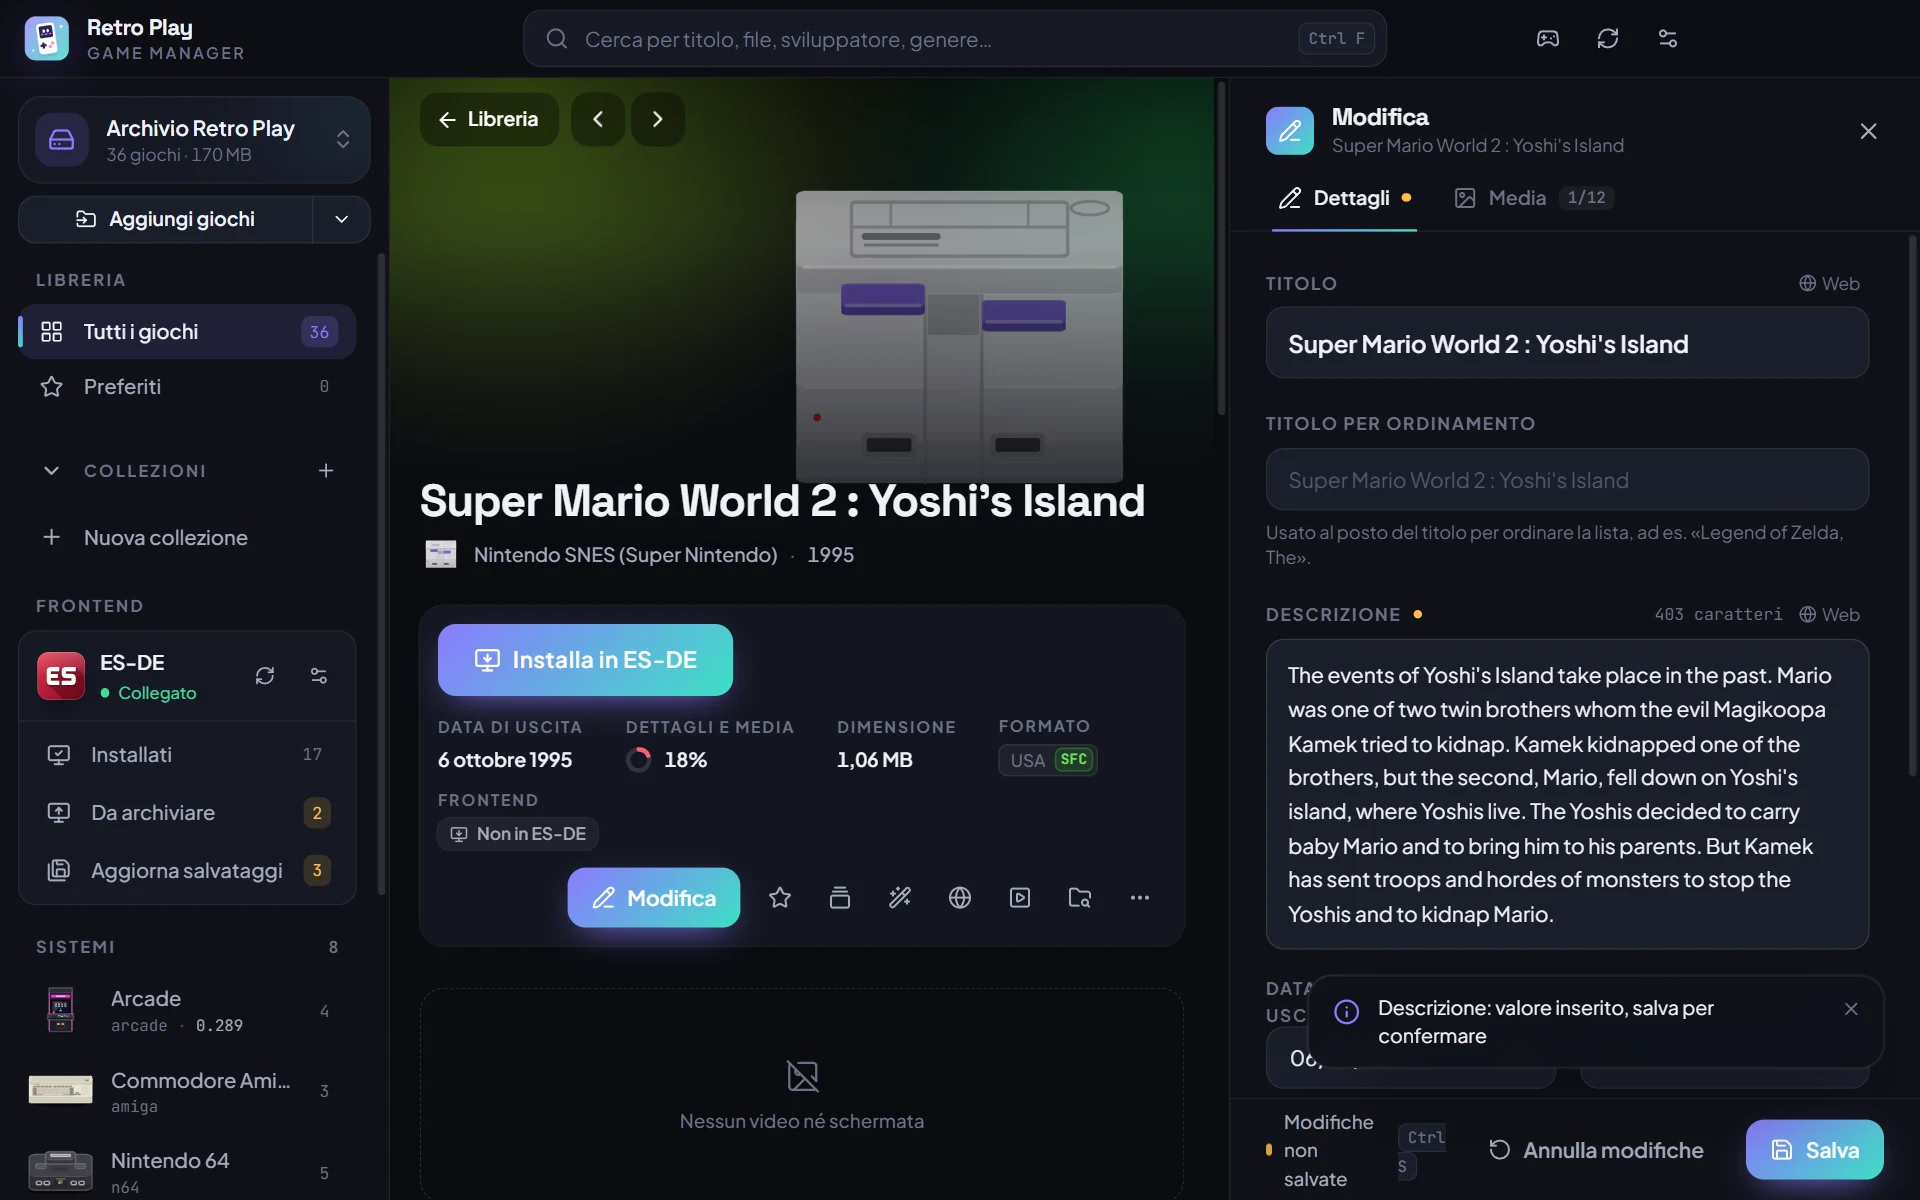 Retro Play
GAME MANAGER
Cerca per titolo, file, sviluppatore, genere...
Ctrl F
Archivio Retro Play
36 giochi · 170 MB
Aggiungi giochi
LIBRERIA
Tutti i giochi 36
Preferiti 0
COLLEZIONI
Nuova collezione
FRONTEND
ES
ES-DE
Collegato
Installati 17
Da archiviare 2
Aggiorna salvataggi 3
SISTEMI 8
Arcade
arcade · 0.289
4
Commodore Ami...
amiga
3
Nintendo 64
n64
5
Libreria
Super Mario World 2 : Yoshi's Island
Nintendo SNES (Super Nintendo) · 1995
Installa in ES-DE
DATA DI USCITA
6 ottobre 1995
DETTAGLI E MEDIA
18%
DIMENSIONE
1,06 MB
FORMATO
USA SFC
FRONTEND
Non in ES-DE
Modifica
Nessun video né schermata
Modifica
Super Mario World 2 : Yoshi's Island
Dettagli
Media 1/12
TITOLO
Web
Super Mario World 2 : Yoshi's Island
TITOLO PER ORDINAMENTO
Super Mario World 2 : Yoshi's Island
Usato al posto del titolo per ordinare la lista, ad es. «Legend of Zelda,
The».
DESCRIZIONE
403 caratteri
Web
The events of Yoshi's Island take place in the past. Mario
was one of two twin brothers whom the evil Magikoopa
Kamek tried to kidnap. Kamek kidnapped one of the
brothers, but the second, Mario, fell down on Yoshi's
island, where Yoshis live. The Yoshis decided to carry
baby Mario and to bring him to his parents. But Kamek
has sent troops and hordes of monsters to stop the
Yoshis and to kidnap Mario.
DATA
Descrizione: valore inserito, salva per
confermare
Modifiche
non
salvate
Ctrl
S
Annulla modifiche
Salva